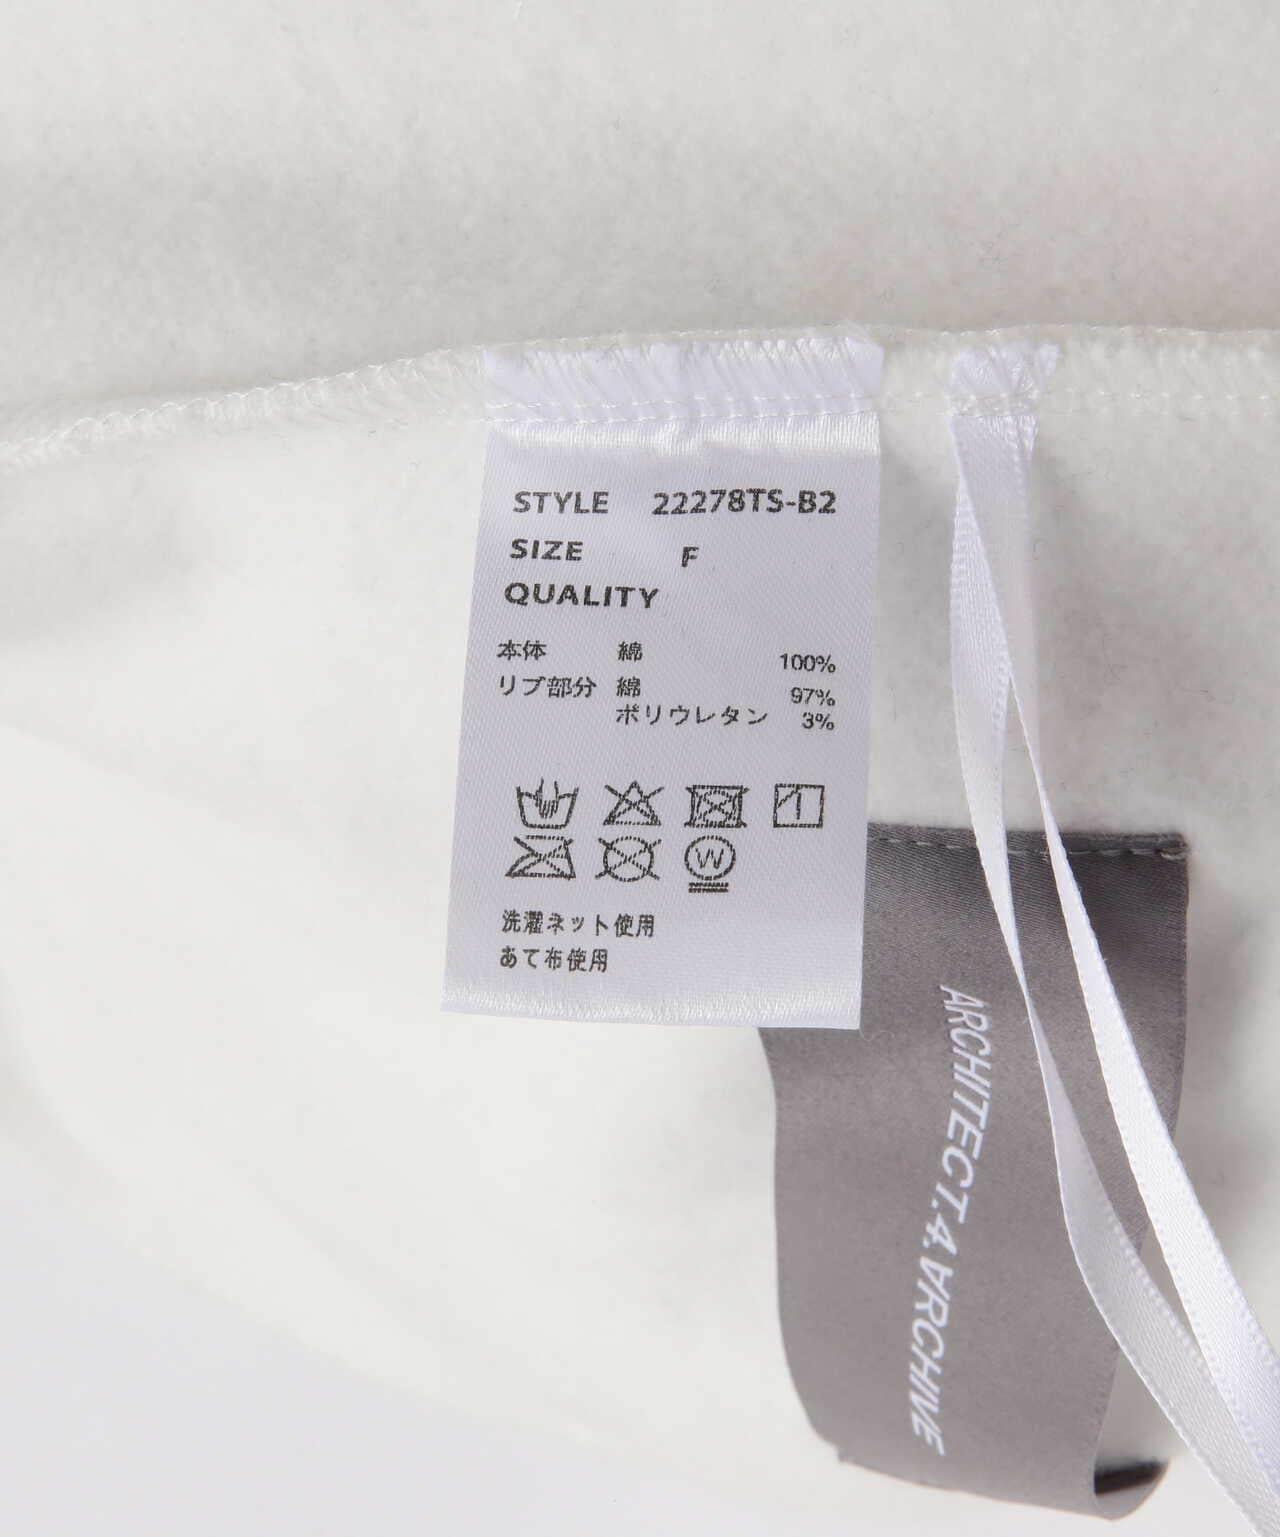 STYLE 22278TS-B2
SIZE F
QUALITY
本体 綿 100%
リブ部分 綿 97%
ポリウレタン 3%
W
洗濯ネット使用
あて布使用
ARCHITECT.4.ARCHIVE